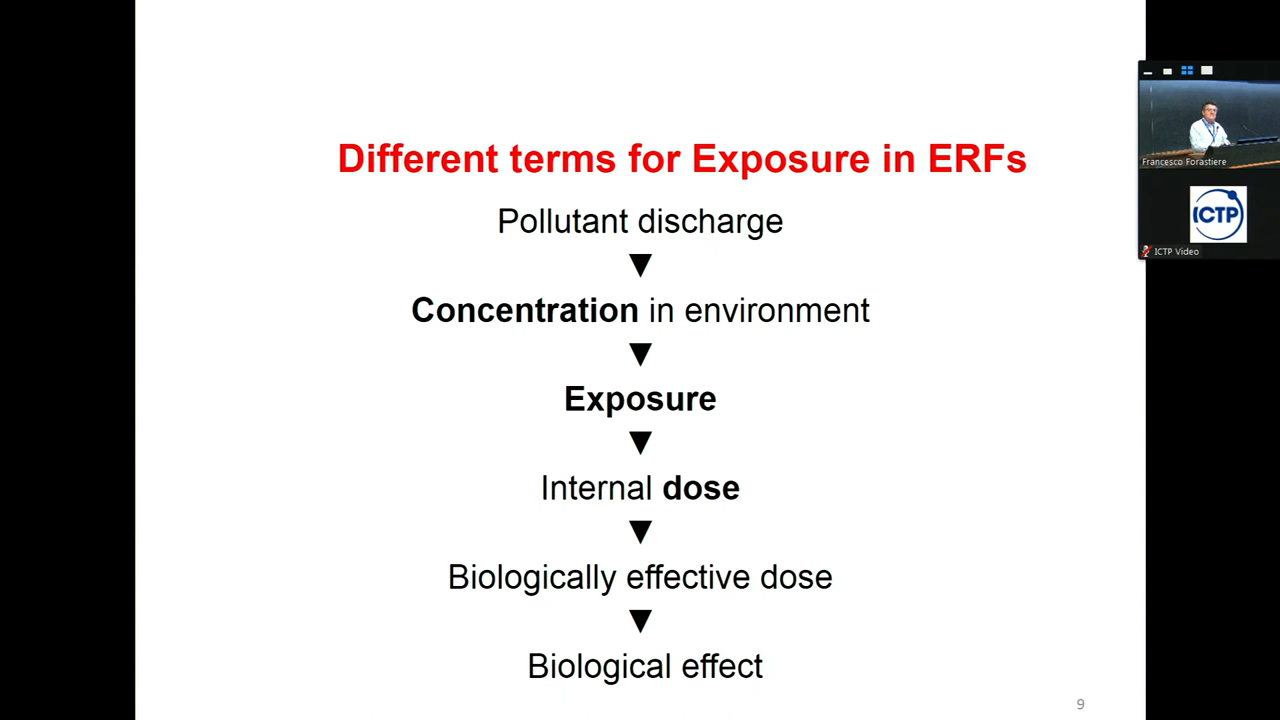 Different terms for Exposure in ERFs
Pollutant discharge
Concentration in environment
Exposure
Internal dose
Biologically effective dose
Biological effect
9
Francesco Forastiere
ICTP
ICTP Video